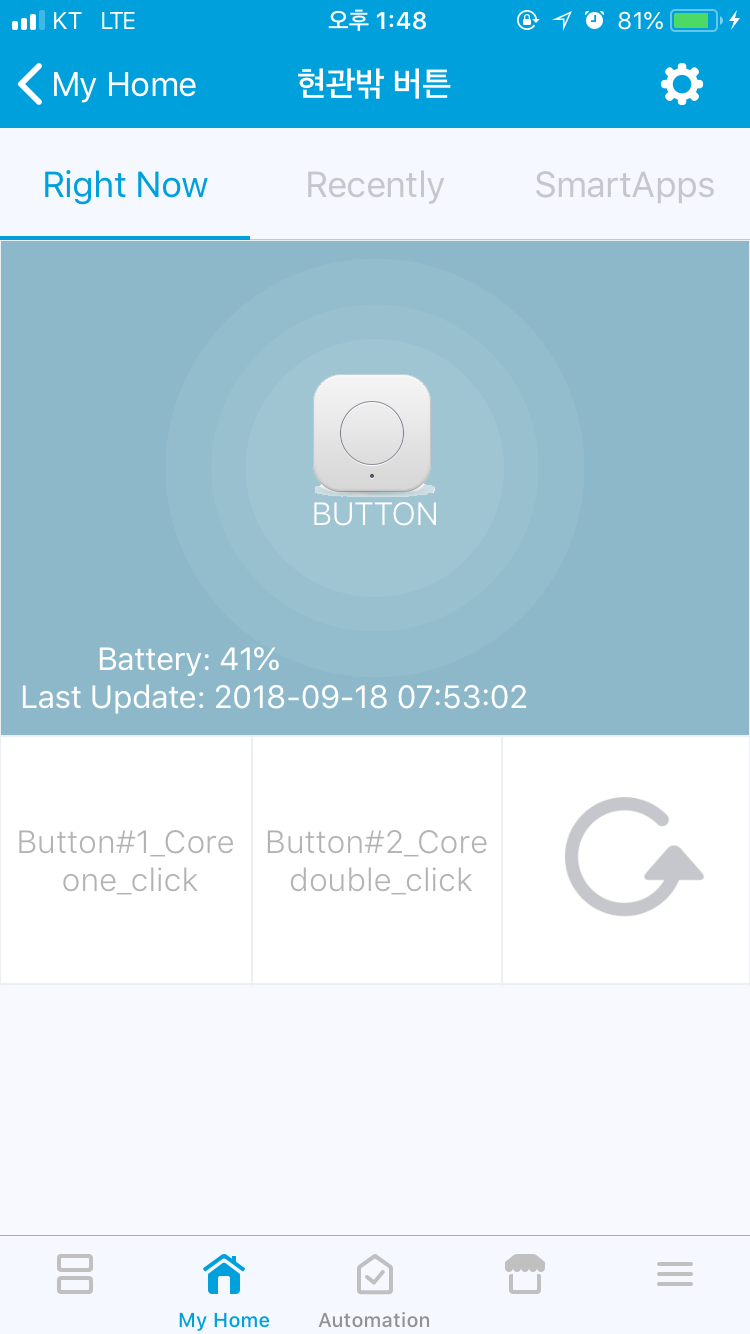 KT LTE 오후 1:48 81%
My Home 현관밖 버튼
Right Now Recently SmartApps
BUTTON
Battery: 41%
Last Update: 2018-09-18 07:53:02
Button#1_Core
one_click
Button#2_Core
double_click
My Home Automation